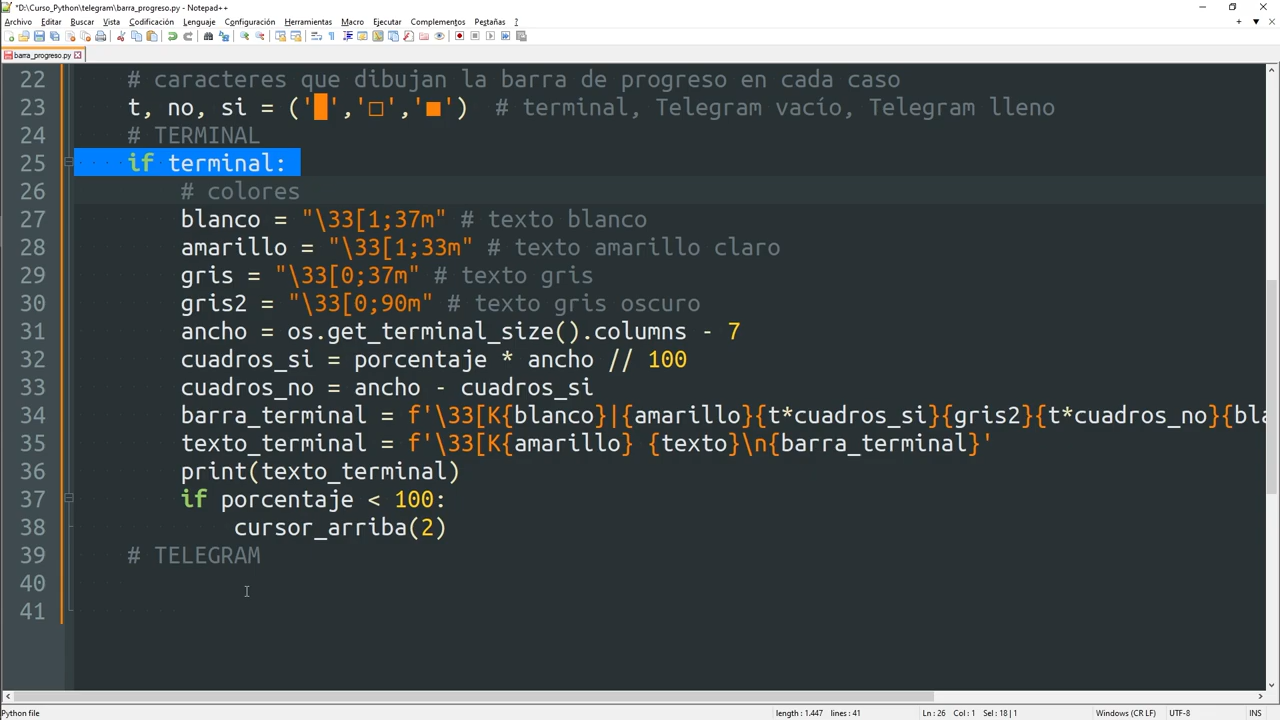 *D:\Curso_Python\telegram\barra_progreso.py - Notepad++
Archivo Editar Buscar Vista Codificación Lenguaje Configuración Herramientas Macro Ejecutar Complementos Pestañas ?
barra_progreso.py
22 # caracteres que dibujan la barra de progreso en cada caso
23 t, no, si = ('█','□','■') # terminal, Telegram vacío, Telegram lleno
24 # TERMINAL
25 if terminal:
26 # colores
27 blanco = "\33[1;37m" # texto blanco
28 amarillo = "\33[1;33m" # texto amarillo claro
29 gris = "\33[0;37m" # texto gris
30 gris2 = "\33[0;90m" # texto gris oscuro
31 ancho = os.get_terminal_size().columns - 7
32 cuadros_si = porcentaje * ancho // 100
33 cuadros_no = ancho - cuadros_si
34 barra_terminal = f'\33[K{blanco}|{amarillo}{t*cuadros_si}{gris2}{t*cuadros_no}{bla
35 texto_terminal = f'\33[K{amarillo} {texto}\n{barra_terminal}'
36 print(texto_terminal)
37 if porcentaje < 100:
38 cursor_arriba(2)
39 # TELEGRAM
40
41
Python file length : 1.447 lines : 41 Ln : 26 Col : 1 Sel : 18 | 1 Windows (CR LF) UTF-8 INS